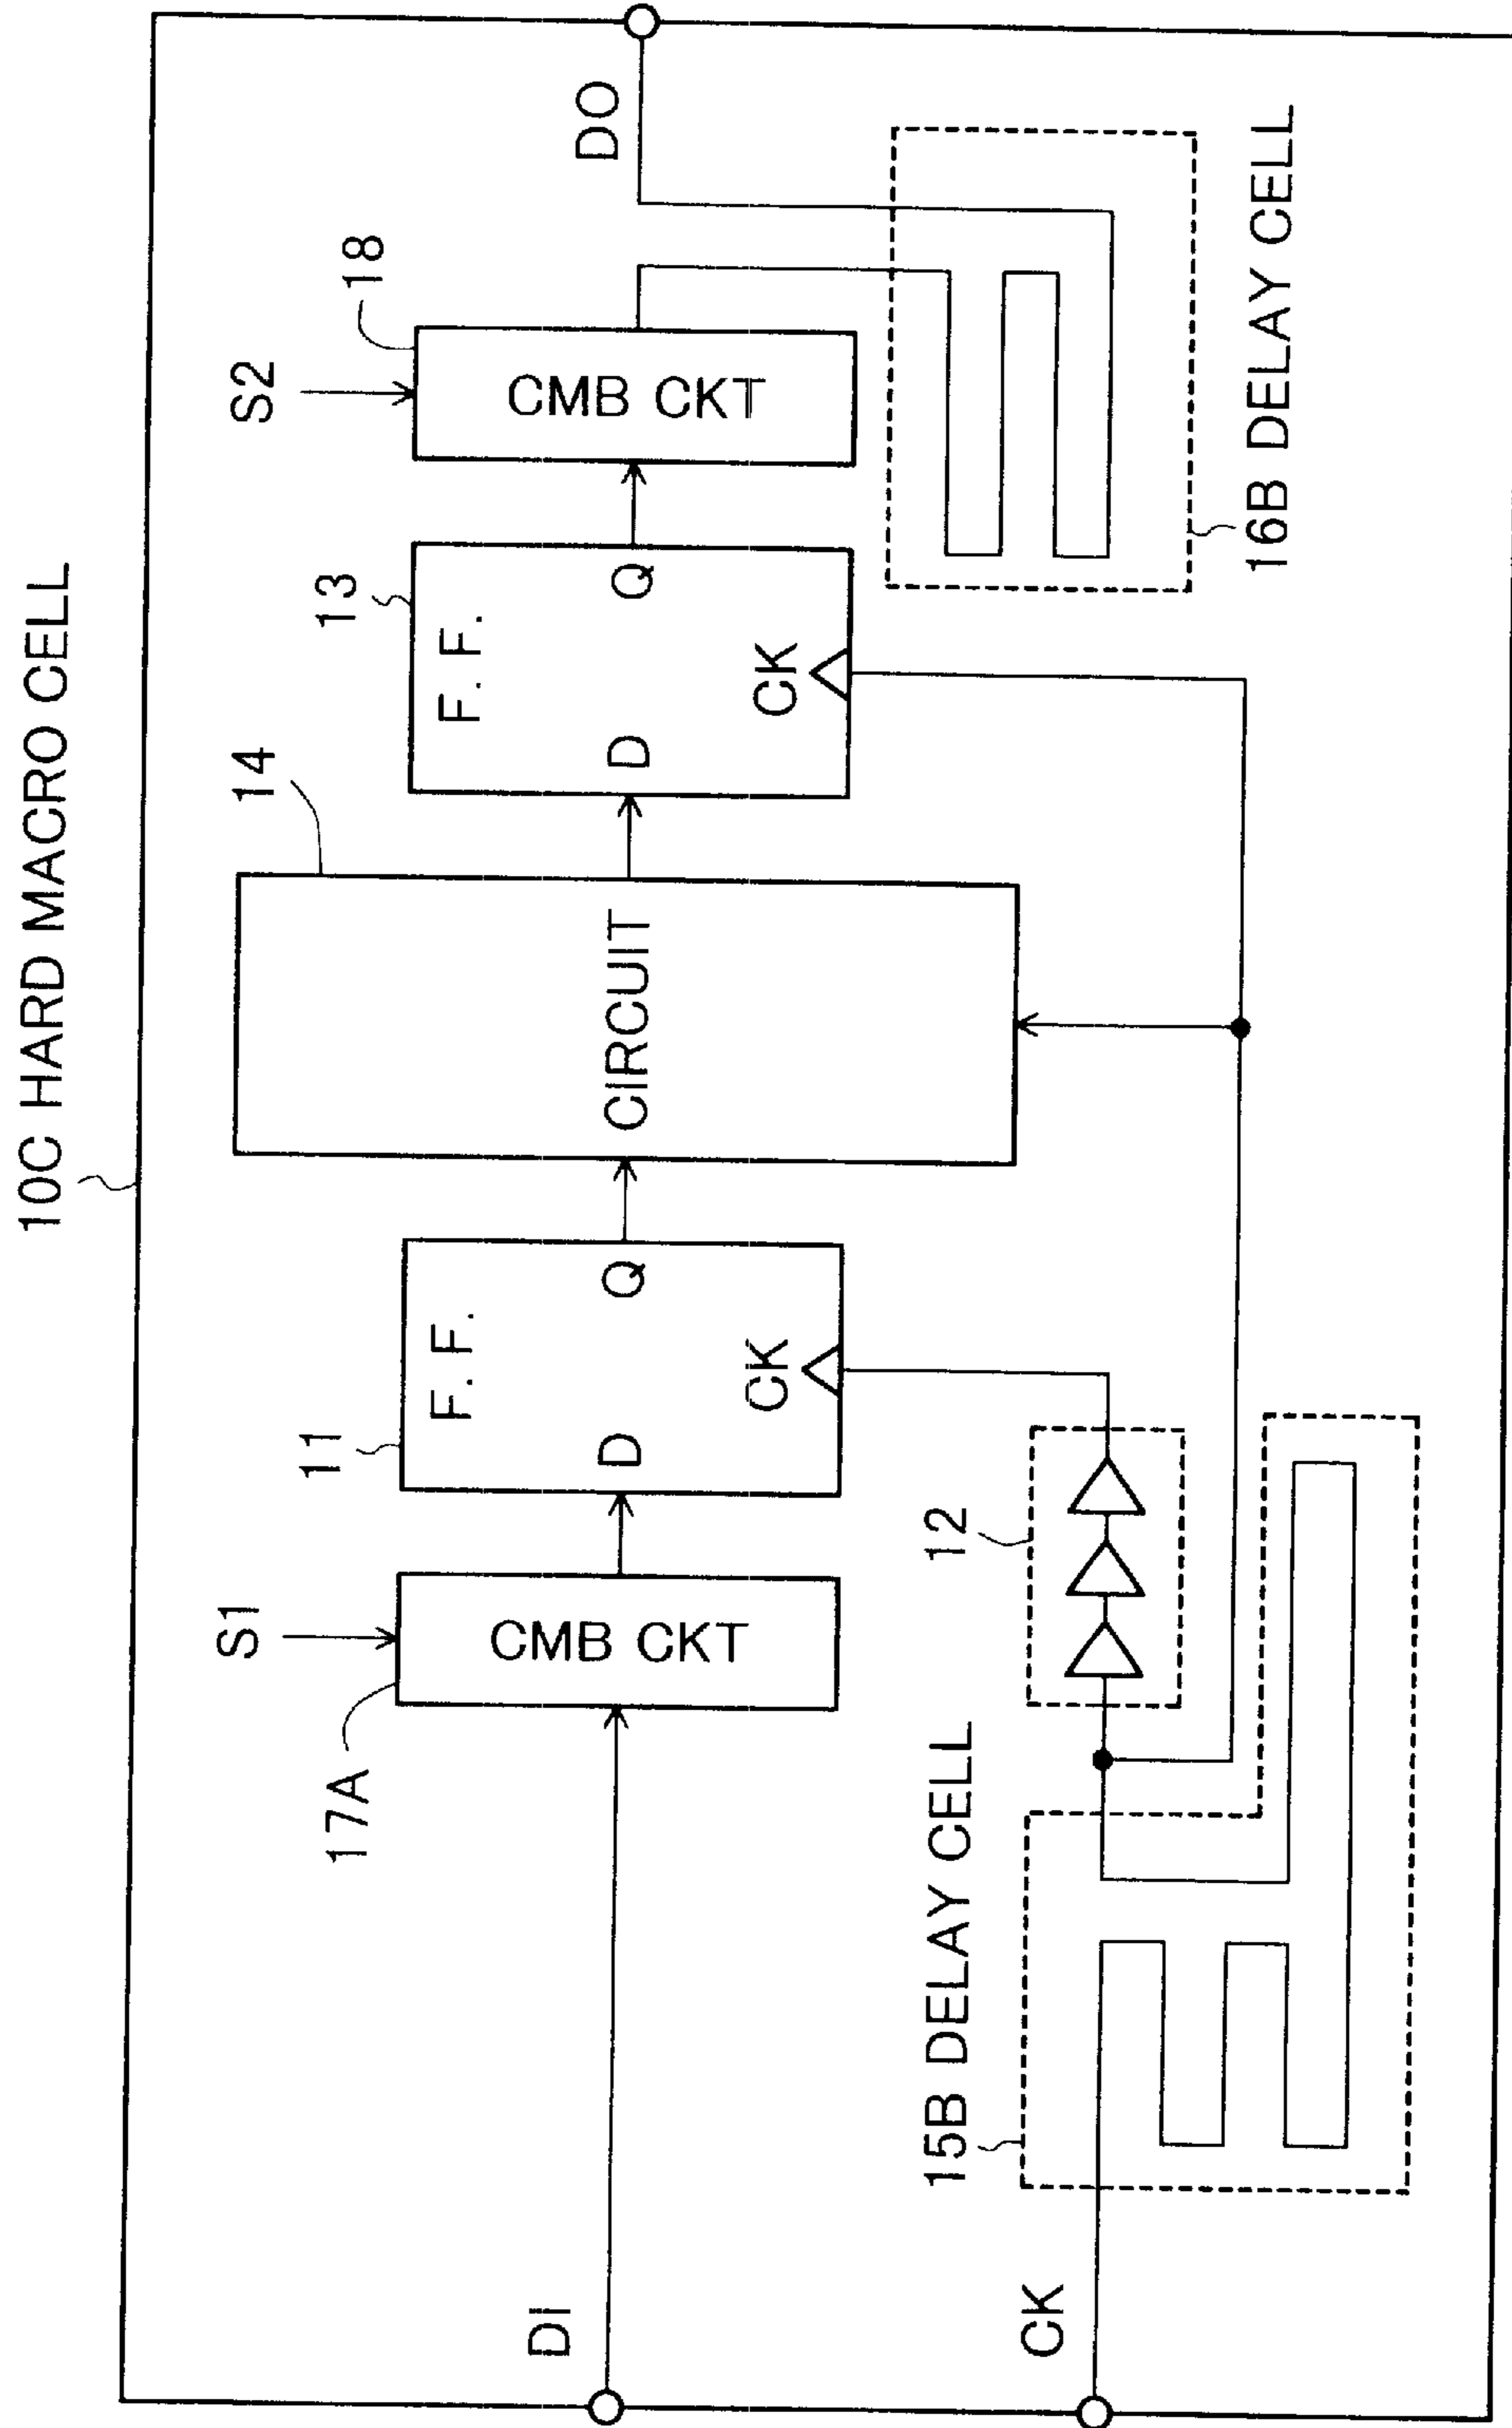 10C HARD MACRO CELL
S1
S2
17A
11
14
13
18
CMB CKT
F. F.
D
Q
CK
CIRCUIT
F. F.
D
Q
CK
CMB CKT
DI
DO
12
15B DELAY CELL
16B DELAY CELL
CK